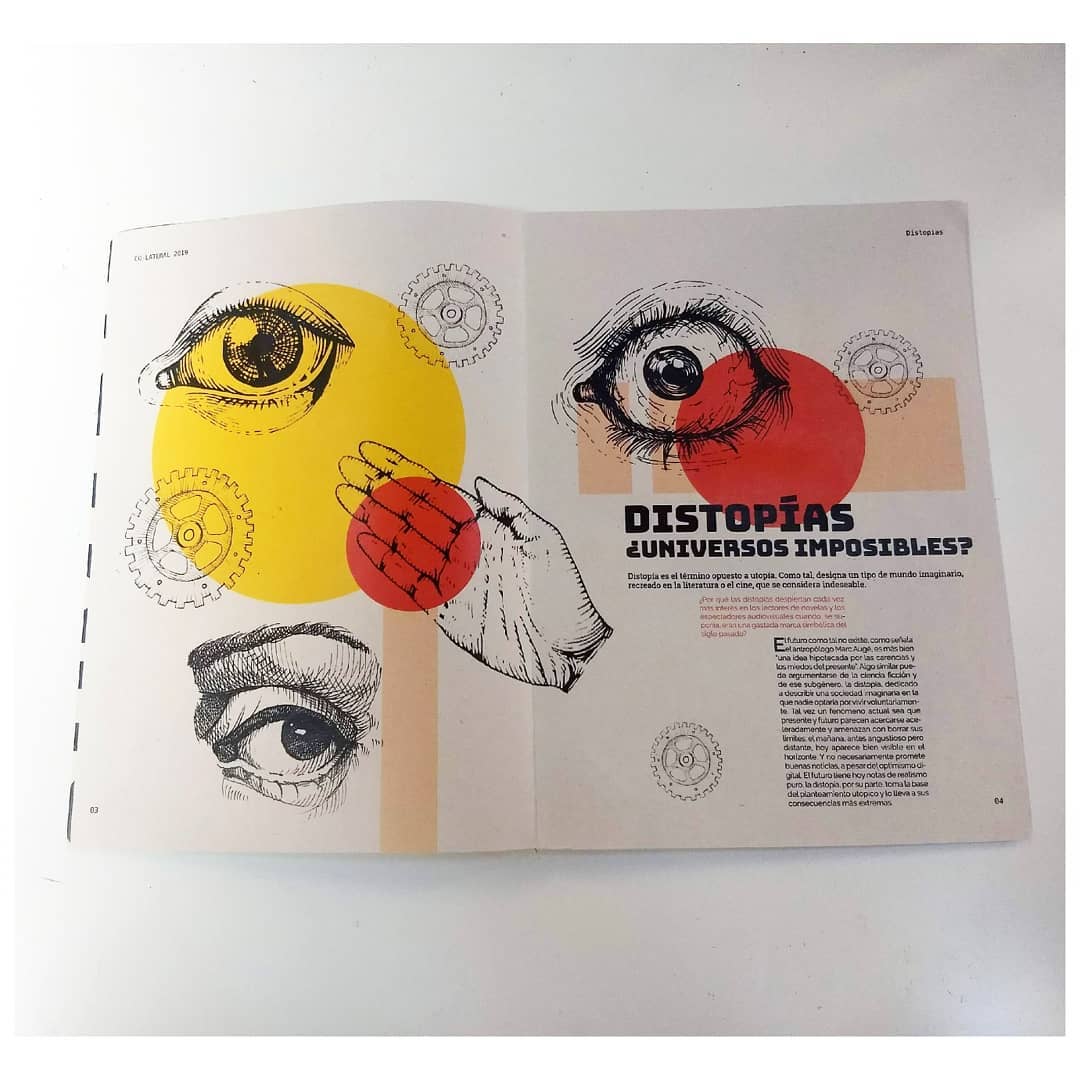 CO-LATERAL 2019
03
Distopías
DISTOPÍAS
¿UNIVERSOS IMPOSIBLES?
Distopía es el término opuesto a utopía. Como tal, designa un tipo de mundo imaginario,
recreado en la literatura o el cine, que se considera indeseable.
¿Por qué las distopías despiertan cada vez
más interés en los lectores de novelas y los
espectadores audiovisuales cuando, se su-
ponía, eran una gastada marca simbólica del
siglo pasado?
El futuro como tal no existe, como señala
el antropólogo Marc Augé, es más bien
"una idea hipotecada por las carencias y
los miedos del presente". Algo similar pue-
de argumentarse de la ciencia ficción y
de ese subgénero, la distopía, dedicado
a describir una sociedad imaginaria en la
que nadie optaría por vivir voluntariamen-
te. Tal vez un fenómeno actual sea que
presente y futuro parecen acercarse ace-
leradamente y amenazan con borrar sus
límites, el mañana, antes angustioso pero
distante, hoy aparece bien visible en el
horizonte. Y no necesariamente promete
buenas noticias, a pesar del optimismo di-
gital. El futuro tiene hoy notas de realismo
puro, la distopía, por su parte, toma la base
del planteamiento utópico y lo lleva a sus
consecuencias más extremas.
04